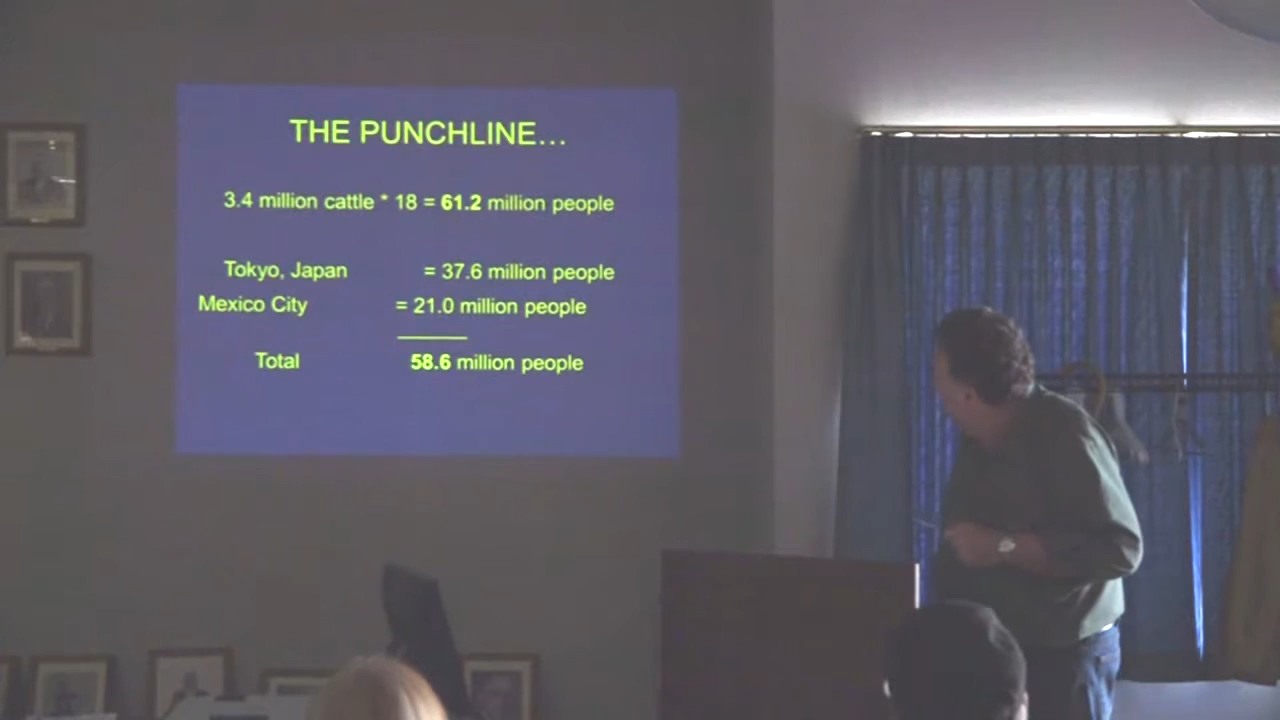 THE PUNCHLINE...
3.4 million cattle * 18 = 61.2 million people
Tokyo, Japan = 37.6 million people
Mexico City = 21.0 million people
Total 58.6 million people